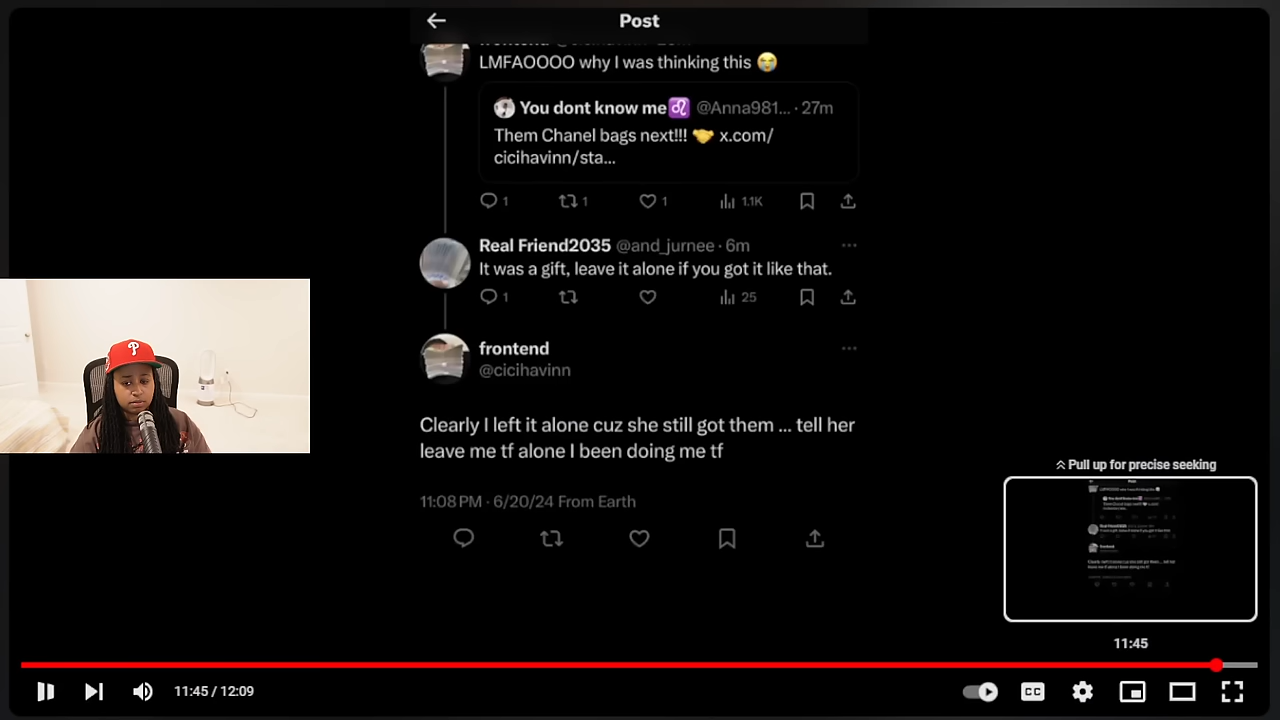 Post
LMFAOOOO why I was thinking this 😭
You dont know me♌ @Anna981... · 27m
Them Chanel bags next!!! 🤝 x.com/
cicihavinn/sta...
1 1 1 1.1K
Real Friend2035 @and_jurnee · 6m
It was a gift, leave it alone if you got it like that.
1 25
frontend
@cicihavinn
Clearly I left it alone cuz she still got them ... tell her
leave me tf alone I been doing me tf
11:08 PM · 6/20/24 From Earth
P
Pull up for precise seeking
11:45
11:45 / 12:09
CC